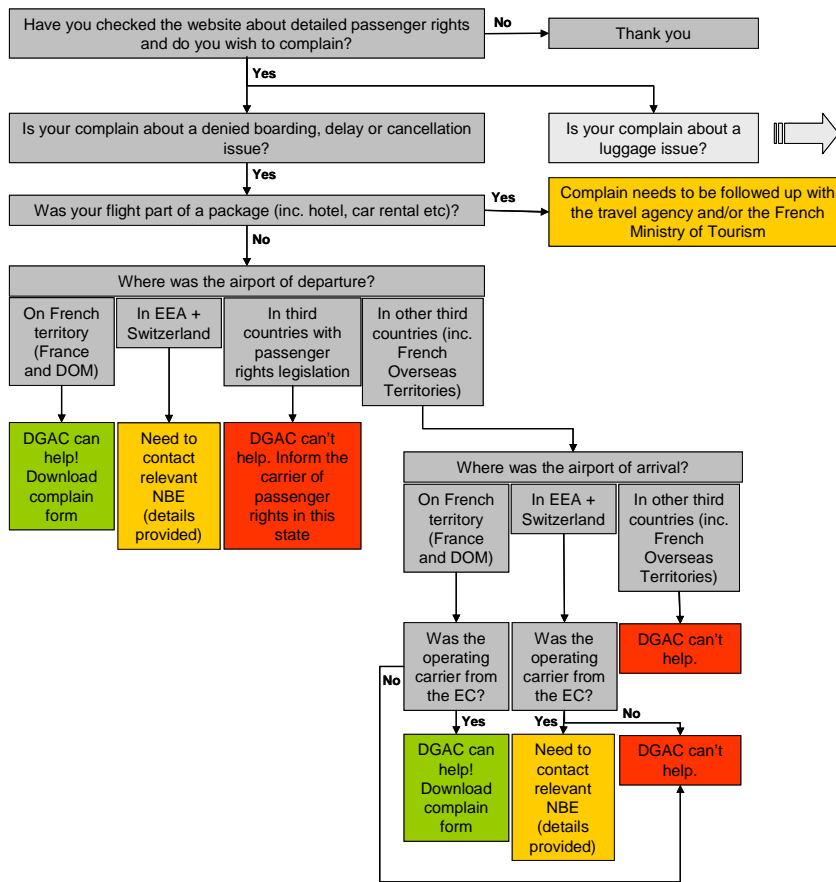 Have you checked the website about detailed passenger rights
and do you wish to complain?
No
Thank you
Yes
Is your complain about a denied boarding, delay or cancellation
issue?
Is your complain about a
luggage issue?
Yes
Was your flight part of a package (inc. hotel, car rental etc)?
Yes
Complain needs to be followed up with
the travel agency and/or the French
Ministry of Tourism
No
Where was the airport of departure?
On French
territory
(France
and DOM)
In EEA +
Switzerland
In third
countries with
passenger
rights legislation
In other third
countries (inc.
French
Overseas
Territories)
DGAC can
help!
Download
complain
form
Need to
contact
relevant
NBE
(details
provided)
DGAC can't
help. Inform the
carrier of
passenger
rights in this
state
Where was the airport of arrival?
On French
territory
(France
and DOM)
In EEA +
Switzerland
In other third
countries (inc.
French
Overseas
Territories)
Was the
operating
carrier from
the EC?
Was the
operating
carrier from
the EC?
DGAC can't
help.
No
Yes
Yes
No
DGAC can
help!
Download
complain
form
Need to
contact
relevant
NBE
(details
provided)
DGAC can't
help.